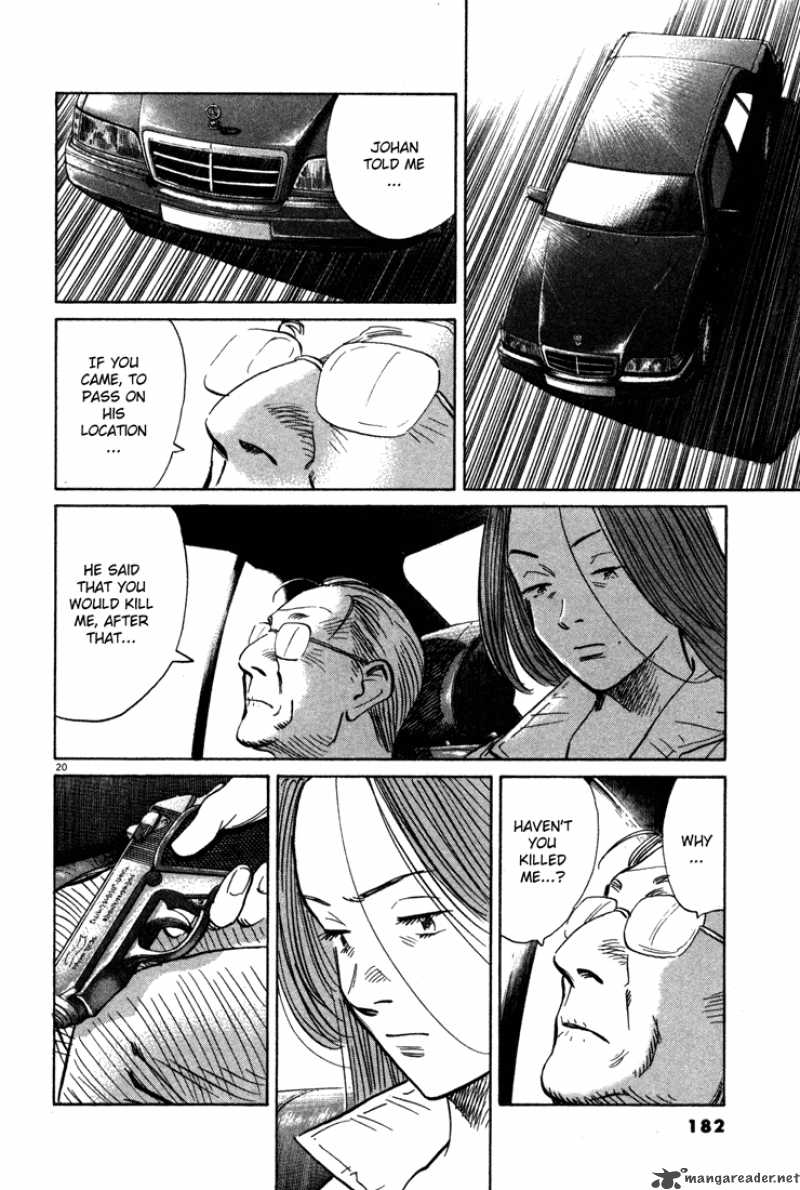 JOHAN
TOLD ME
...
IF YOU
CAME, TO
PASS ON
HIS
LOCATION
...
HE SAID
THAT YOU
WOULD KILL
ME, AFTER
THAT...
20
WHY
...
HAVEN'T
YOU
KILLED
ME...?
182
mangareader.net